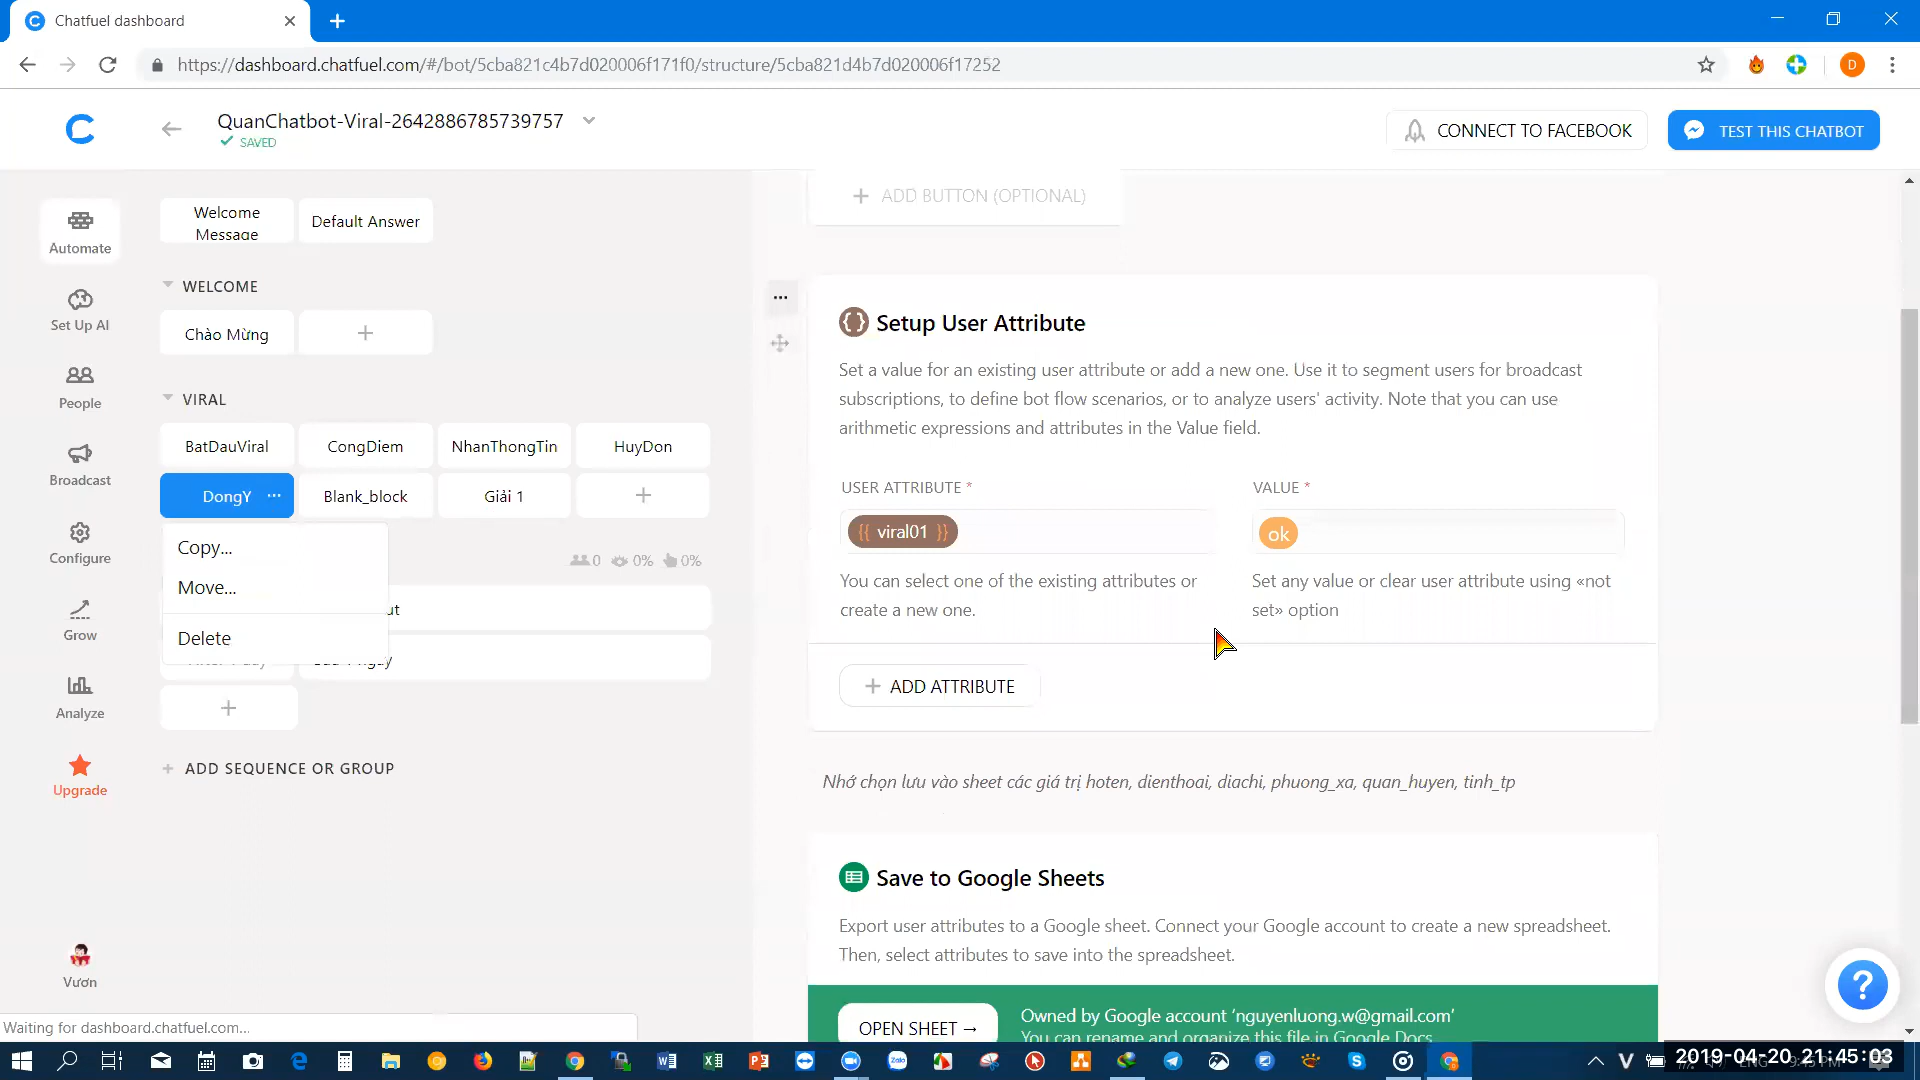 Chatfuel dashboard
https://dashboard.chatfuel.com/#/bot/5cba821c4b7d020006f171f0/structure/5cba821d4b7d020006f17252
D
QuanChatbot-Viral-2642886785739757
SAVED
CONNECT TO FACEBOOK
TEST THIS CHATBOT
Automate
Set Up AI
People
Broadcast
Configure
Grow
Analyze
Upgrade
Vươn
Welcome
Message
Default Answer
WELCOME
Chào Mừng
VIRAL
BatDauViral
CongDiem
NhanThongTin
HuyDon
DongY
Blank_block
Giải 1
Copy...
Move...
Delete
0
0%
0%
ut
ADD SEQUENCE OR GROUP
ADD BUTTON (OPTIONAL)
Setup User Attribute
Set a value for an existing user attribute or add a new one. Use it to segment users for broadcast
subscriptions, to define bot flow scenarios, or to analyze users' activity. Note that you can use
arithmetic expressions and attributes in the Value field.
USER ATTRIBUTE *
VALUE *
{{ viral01 }}
ok
You can select one of the existing attributes or
create a new one.
Set any value or clear user attribute using «not
set» option
ADD ATTRIBUTE
Nhớ chọn lưu vào sheet các giá trị hoten, dienthoai, diachi, phuong_xa, quan_huyen, tinh_tp
Save to Google Sheets
Export user attributes to a Google sheet. Connect your Google account to create a new spreadsheet.
Then, select attributes to save into the spreadsheet.
OPEN SHEET →
Owned by Google account ‘nguyenluong.w@gmail.com’
You can rename and organize this file in Google Docs
Waiting for dashboard.chatfuel.com...
2019-04-20 21:45:03